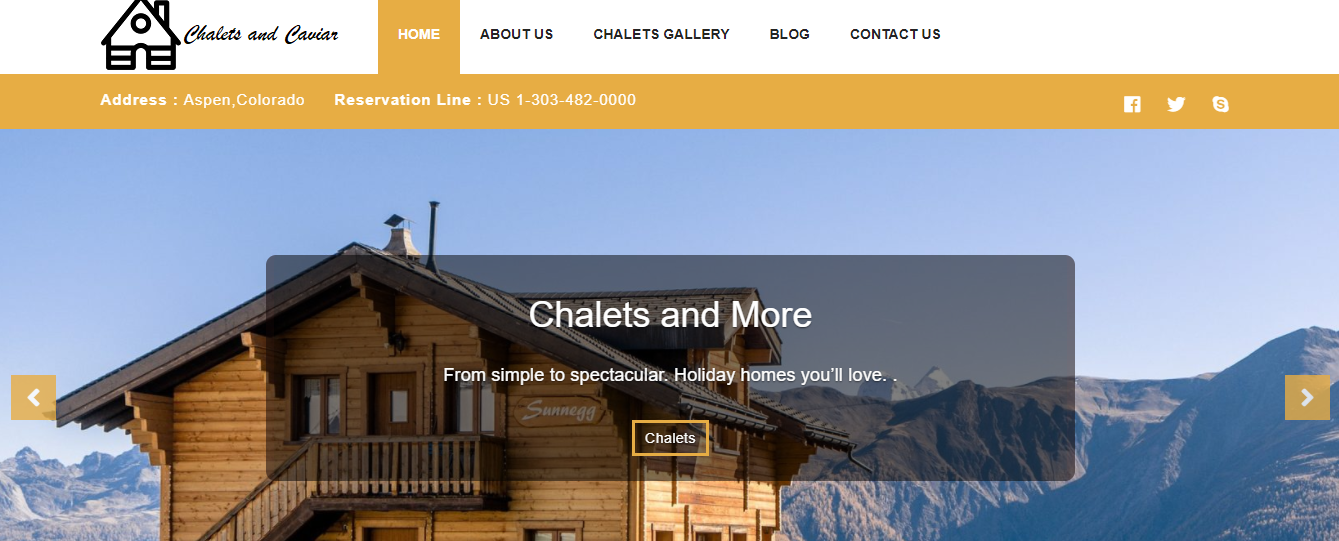 Chalets and Caviar
HOME ABOUT US CHALETS GALLERY BLOG CONTACT US
Address : Aspen,Colorado Reservation Line : US 1-303-482-0000
Chalets and More
From simple to spectacular. Holiday homes you’ll love. .
Sunnegg
Chalets